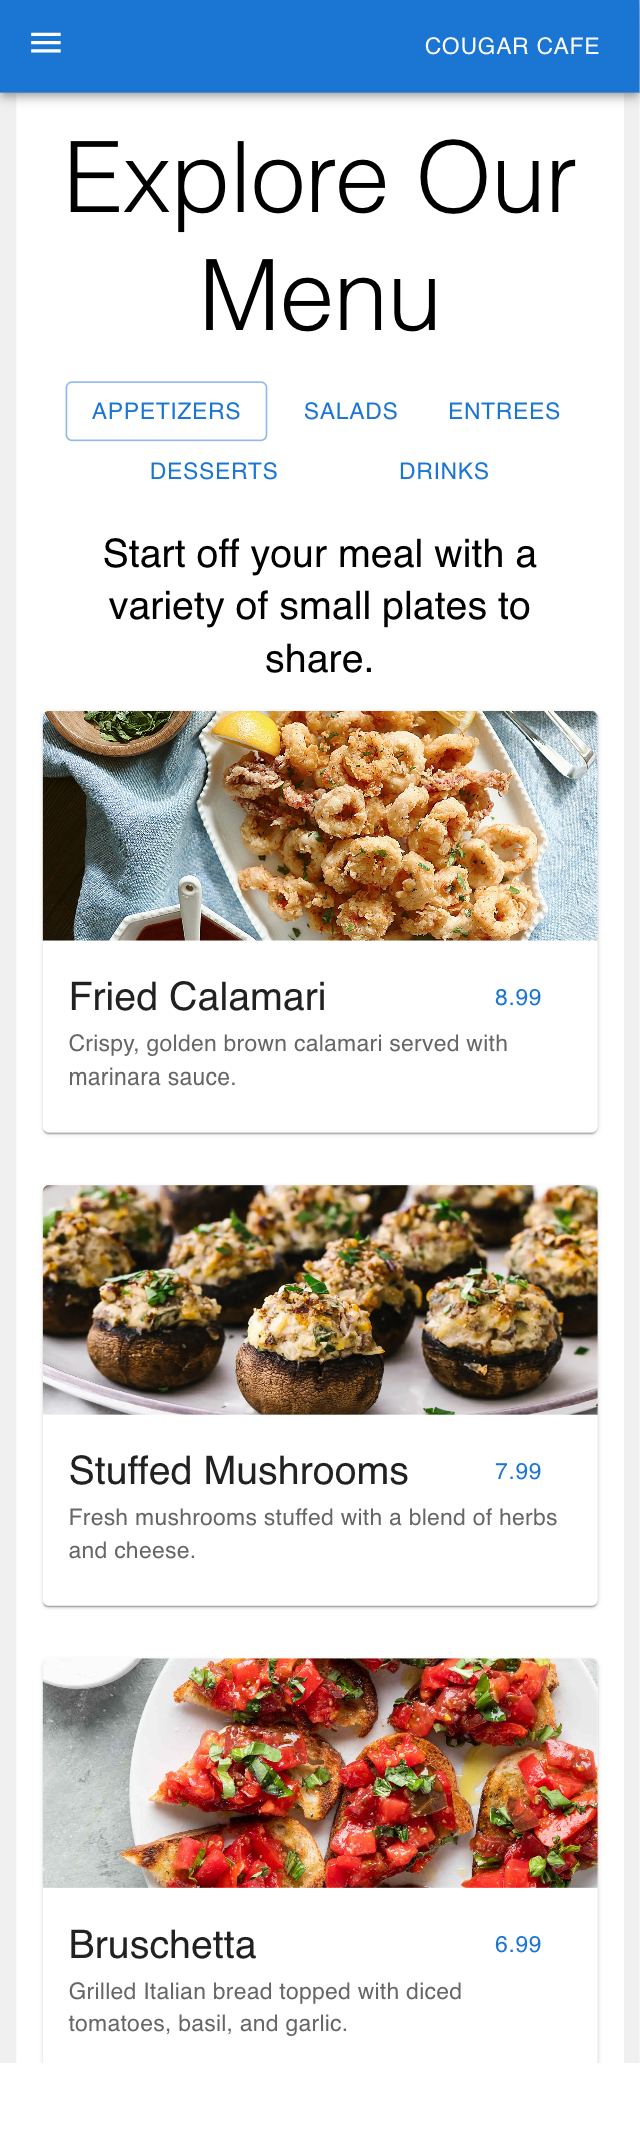 COUGAR CAFE
Explore Our
Menu
APPETIZERS SALADS ENTREES
DESSERTS DRINKS
Start off your meal with a
variety of small plates to
share.
Fried Calamari 8.99
Crispy, golden brown calamari served with
marinara sauce.
Stuffed Mushrooms 7.99
Fresh mushrooms stuffed with a blend of herbs
and cheese.
Bruschetta 6.99
Grilled Italian bread topped with diced
tomatoes, basil, and garlic.